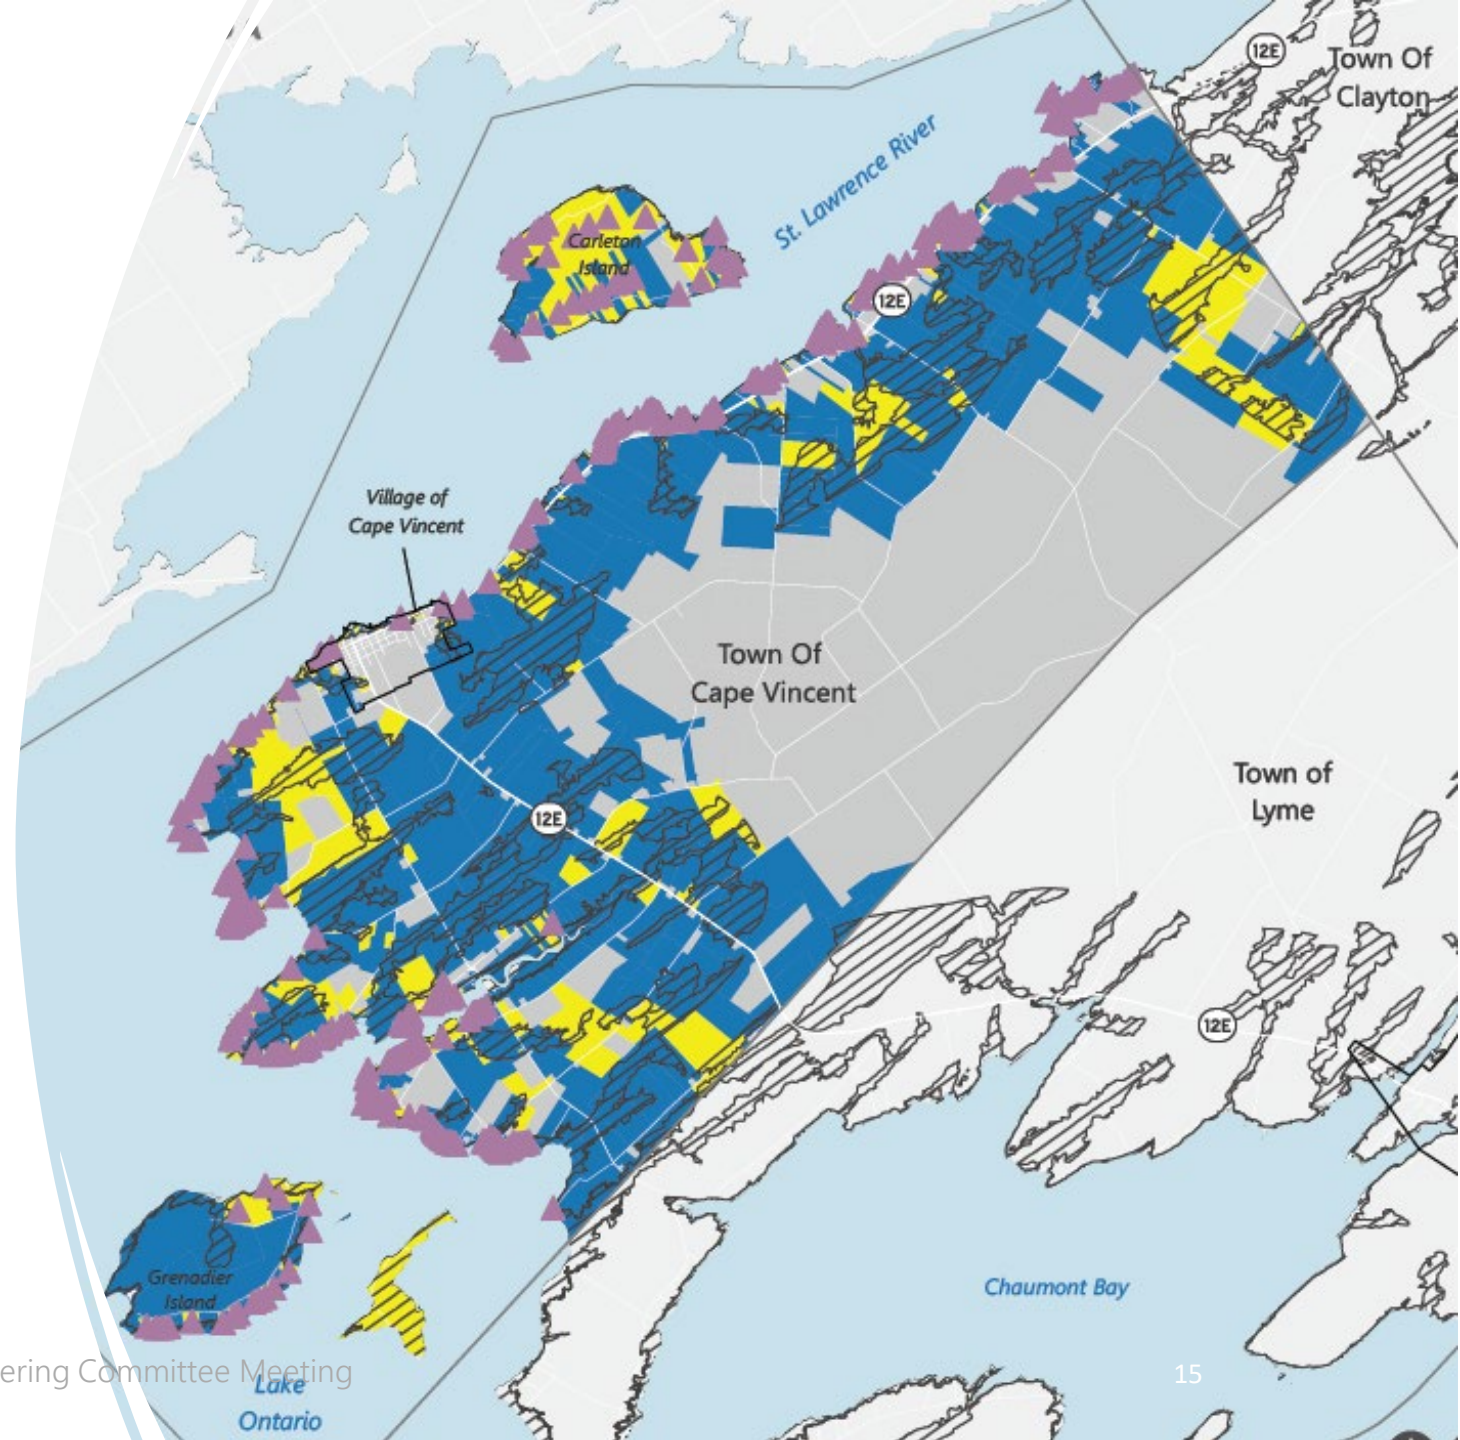 12E
Town Of
Clayton
St. Lawrence River
Carleton
Island
12E
Village of
Cape Vincent
Town Of
Cape Vincent
Town of
Lyme
12E
12E
Grenadier
Island
Chaumont Bay
ering Committee Meeting
15
Lake
Ontario